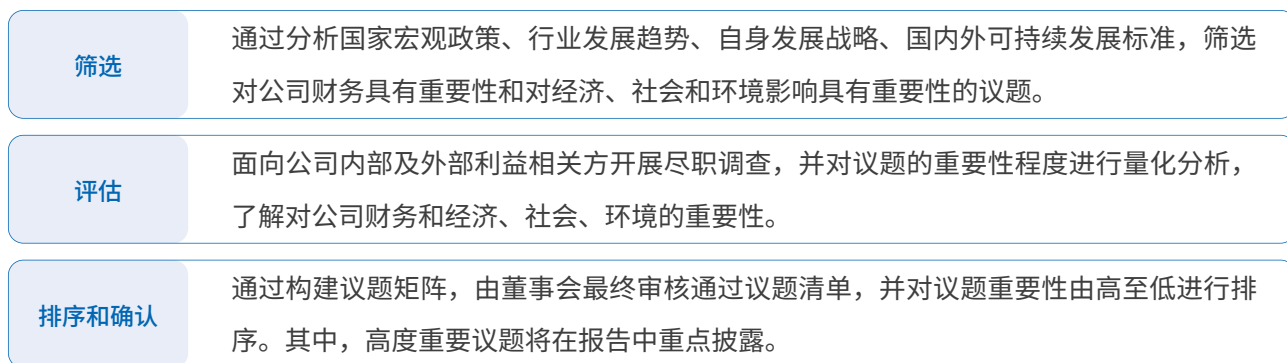 筛选
通过分析国家宏观政策、行业发展趋势、自身发展战略、国内外可持续发展标准，筛选
对公司财务具有重要性和对经济、社会和环境影响具有重要性的议题。
评估
面向公司内部及外部利益相关方开展尽职调查，并对议题的重要性程度进行量化分析，
了解对公司财务和经济、社会、环境的重要性。
排序和确认
通过构建议题矩阵，由董事会最终审核通过议题清单，并对议题重要性由高至低进行排
序。其中，高度重要议题将在报告中重点披露。